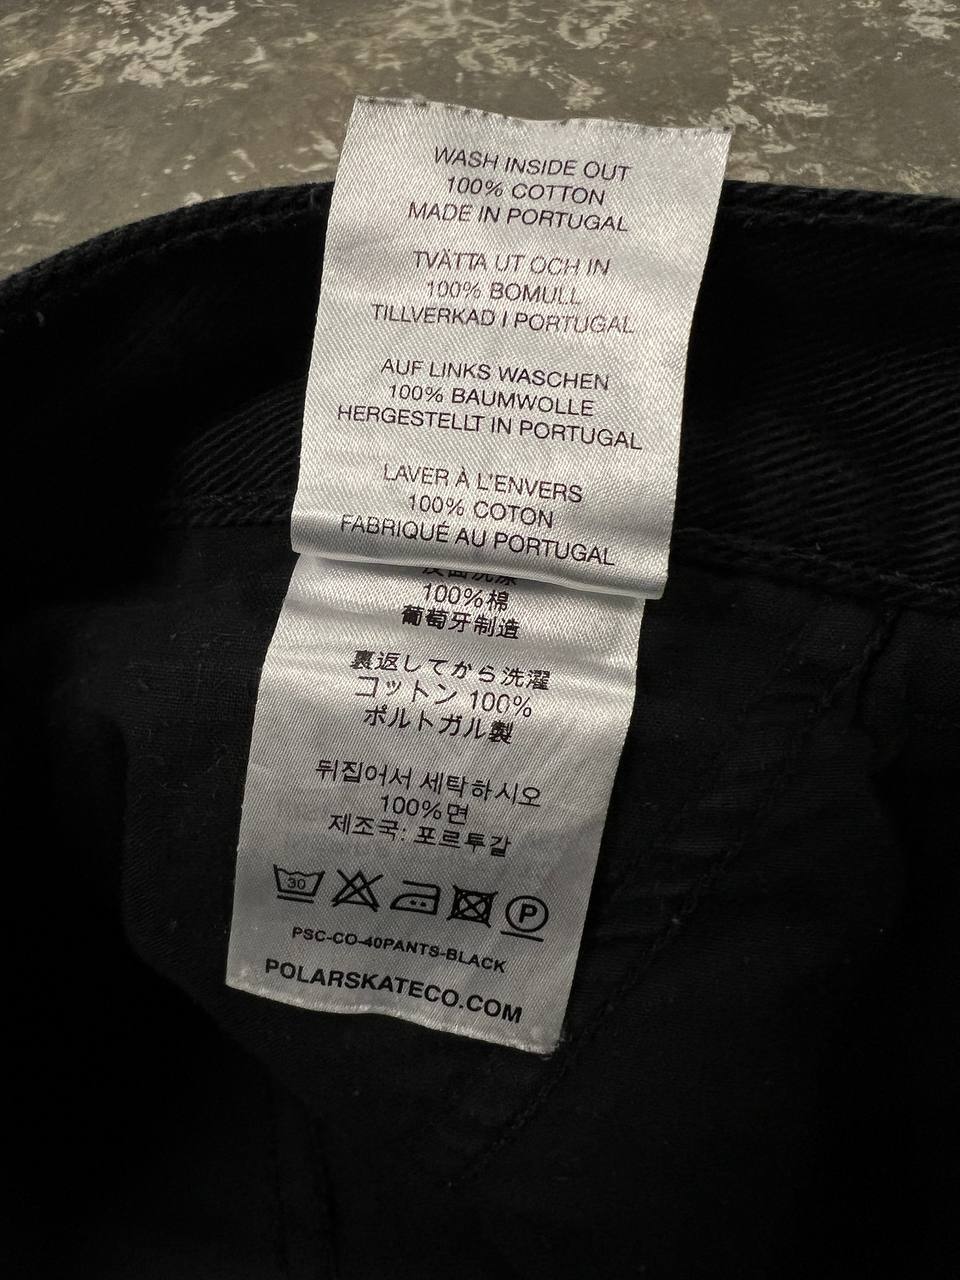 WASH INSIDE OUT
100% COTTON
MADE IN PORTUGAL
TVÄTTA UT OCH IN
100% BOMULL
TILLVERKAD I PORTUGAL
AUF LINKS WASCHEN
100% BAUMWOLLE
HERGESTELLT IN PORTUGAL
LAVER À L'ENVERS
100% COTON
FABRIQUÉ AU PORTUGAL
100%棉
葡萄牙制造
裏返してから洗濯
コットン 100%
ポルトガル製
뒤집어서 세탁하시오
100%면
제조국: 포르투갈
30 P
PSC-CO-40PANTS-BLACK
POLARSKATECO.COM